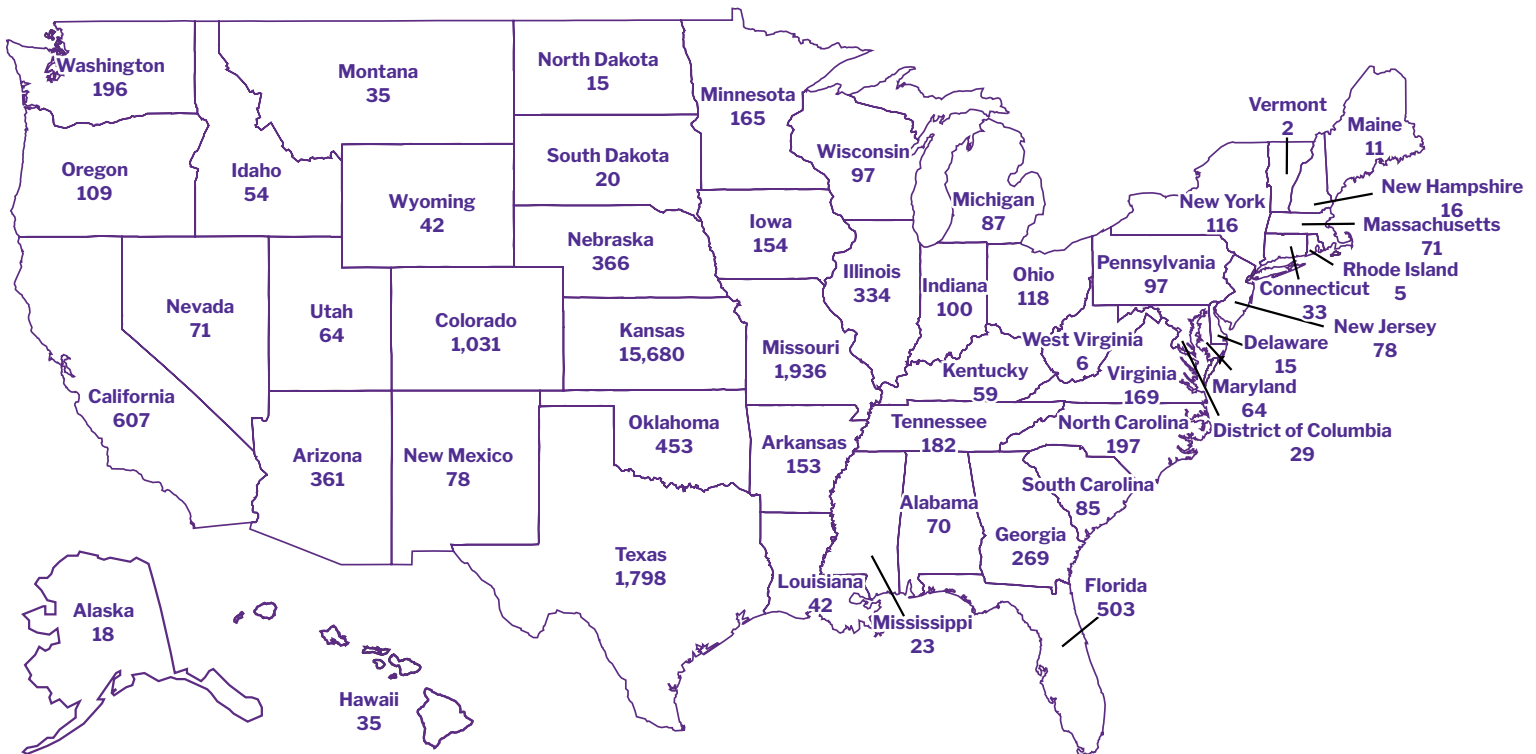 Washington
196
Montana
35
North Dakota
15
Minnesota
165
Vermont
2
Maine
11
Oregon
109
Idaho
54
Wyoming
42
South Dakota
20
Wisconsin
97
Michigan
87
New York
116
New Hampshire
16
Massachusetts
71
Rhode Island
5
Connecticut
33
New Jersey
78
Nebraska
366
Iowa
154
Illinois
334
Indiana
100
Ohio
118
Pennsylvania
97
Nevada
71
Utah
64
Colorado
1,031
Kansas
15,680
Missouri
1,936
Kentucky
59
West Virginia
6
Virginia
169
Delaware
15
Maryland
64
District of Columbia
29
California
607
Arizona
361
New Mexico
78
Oklahoma
453
Arkansas
153
Tennessee
182
North Carolina
197
South Carolina
85
Texas
1,798
Louisiana
42
Mississippi
23
Alabama
70
Georgia
269
Florida
503
Alaska
18
Hawaii
35